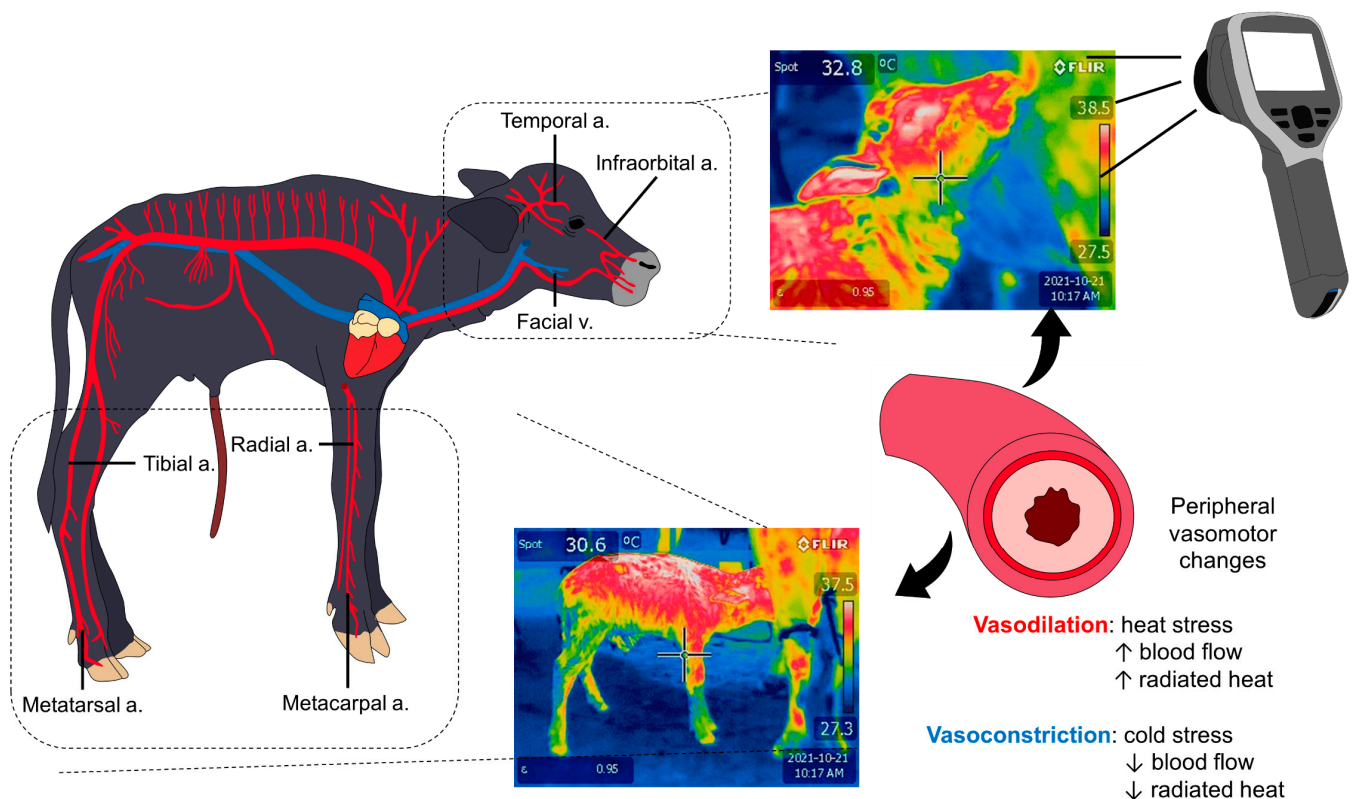 Temporal a.
Infraorbital a.
Facial v.
Radial a.
Tibial a.
Metatarsal a.
Metacarpal a.
Spot 32.8 °C
FLIR
38.5
27.5
ε 0.95
2021-10-21
10:17 AM
Spot 30.6 °C
FLIR
37.5
27.3
ε 0.95
2021-10-21
10:17 AM
Peripheral
vasomotor
changes
Vasodilation: heat stress
↑ blood flow
↑ radiated heat
Vasoconstriction: cold stress
↓ blood flow
↓ radiated heat